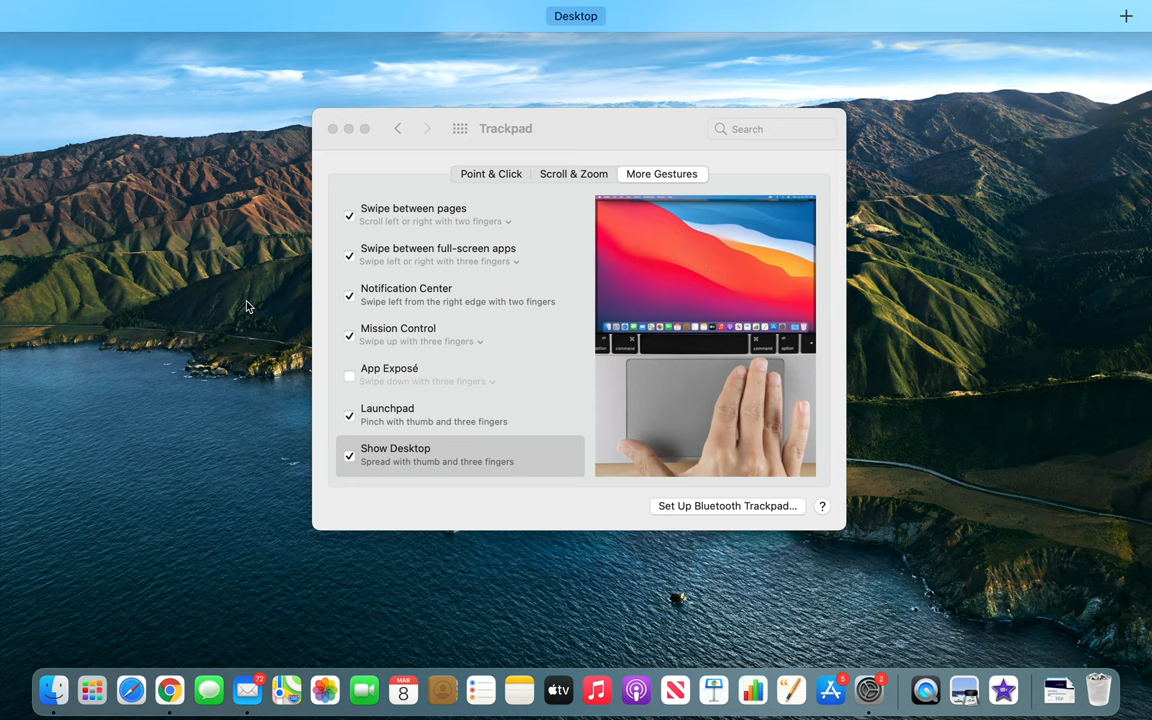 Desktop
Trackpad
Search
Point & Click
Scroll & Zoom
More Gestures
Swipe between pages
Scroll left or right with two fingers
Swipe between full-screen apps
Swipe left or right with three fingers
Notification Center
Swipe left from the right edge with two fingers
Mission Control
Swipe up with three fingers
App Exposé
Swipe down with three fingers
Launchpad
Pinch with thumb and three fingers
Show Desktop
Spread with thumb and three fingers
command
command
option
Set Up Bluetooth Trackpad...
?
72
MAR
8
tv
5
2